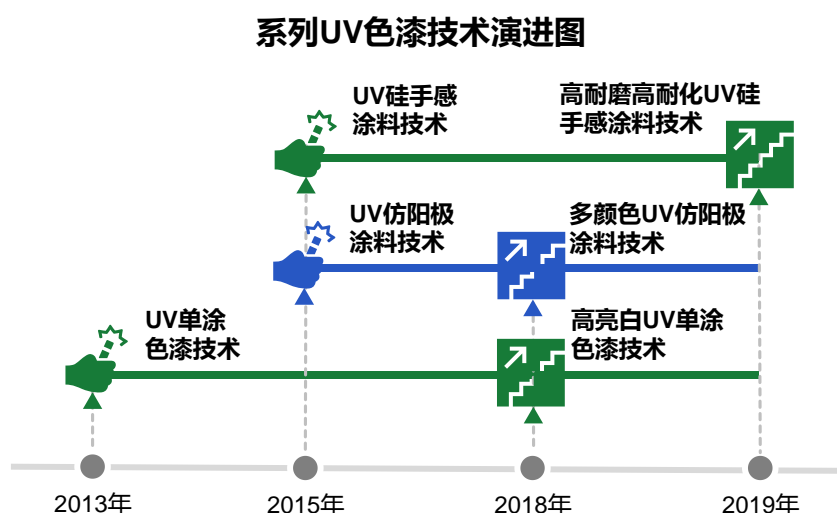 系列UV色漆技术演进图
UV硅手感
涂料技术
高耐磨高耐化UV硅
手感涂料技术
UV仿阳极
涂料技术
多颜色UV仿阳极
涂料技术
UV单涂
色漆技术
高亮白UV单涂
色漆技术
2013年
2015年
2018年
2019年